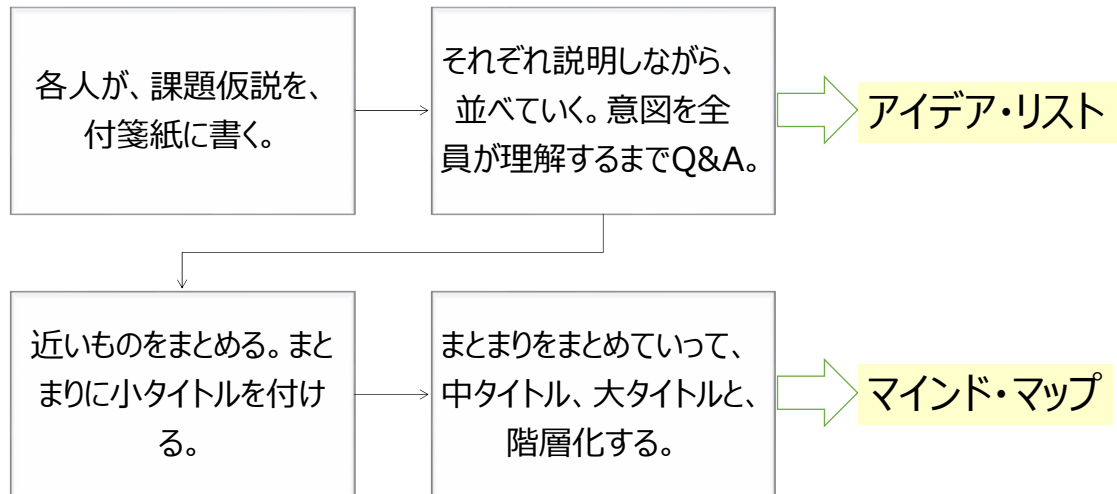 各人が、課題仮説を、
付箋紙に書く。
それぞれ説明しながら、
並べていく。意図を全
員が理解するまでQ&A。
アイデア・リスト
近いものをまとめる。まと
まりに小タイトルを付け
る。
まとまりをまとめていって、
中タイトル、大タイトルと、
階層化する。
マインド・マップ